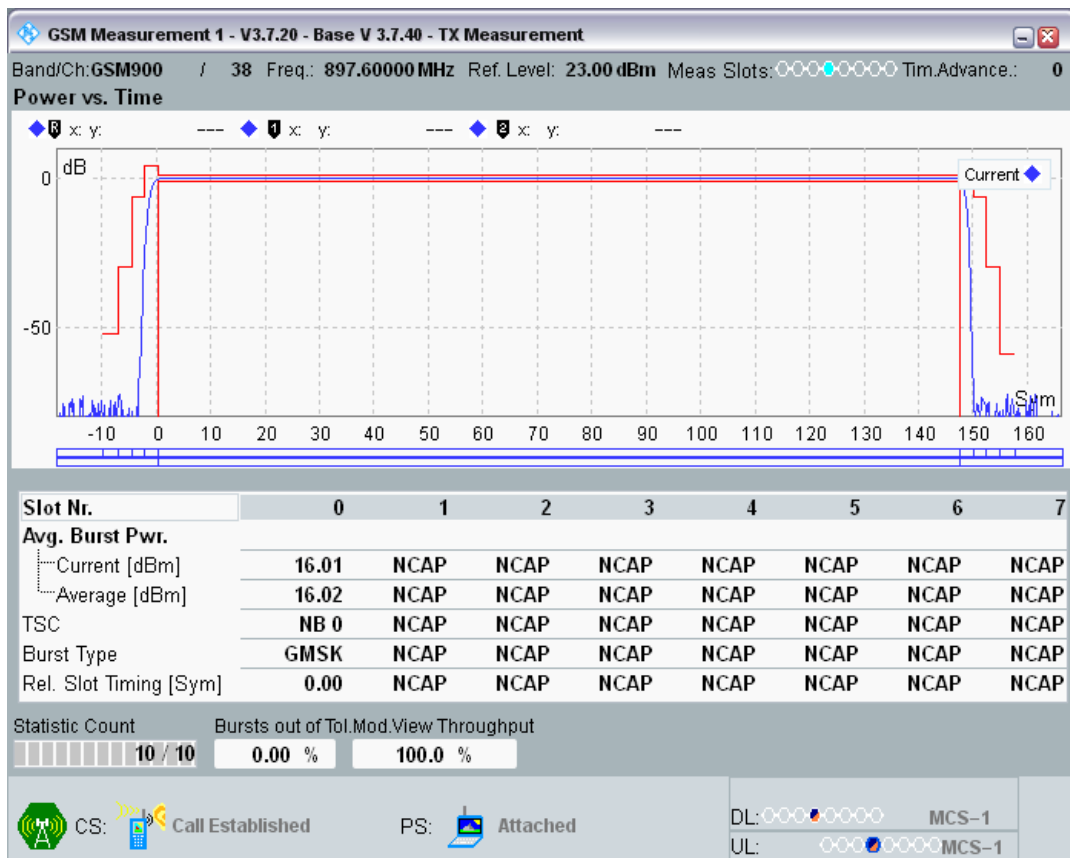 GSM Measurement 1 - V3.7.20 - Base V 3.7.40 - TX Measurement
Band/Ch:GSM900 / 38 Freq.: 897.60000 MHz Ref. Level: 23.00 dBm Meas Slots: Tim.Advance.: 0
Power vs. Time
R x: y: --- 1 x: y: --- 2 x: y: ---
dB
Current
0
-50
Sym
-10 0 10 20 30 40 50 60 70 80 90 100 110 120 130 140 150 160
Slot Nr. 0 1 2 3 4 5 6 7
Avg. Burst Pwr.
Current [dBm] 16.01 NCAP NCAP NCAP NCAP NCAP NCAP NCAP
Average [dBm] 16.02 NCAP NCAP NCAP NCAP NCAP NCAP NCAP
TSC NB 0 NCAP NCAP NCAP NCAP NCAP NCAP NCAP
Burst Type GMSK NCAP NCAP NCAP NCAP NCAP NCAP NCAP
Rel. Slot Timing [Sym] 0.00 NCAP NCAP NCAP NCAP NCAP NCAP NCAP
Statistic Count Bursts out of Tol. Mod.View Throughput
10 / 10 0.00 % 100.0 %
CS: Call Established PS: Attached
DL: MCS-1
UL: MCS-1